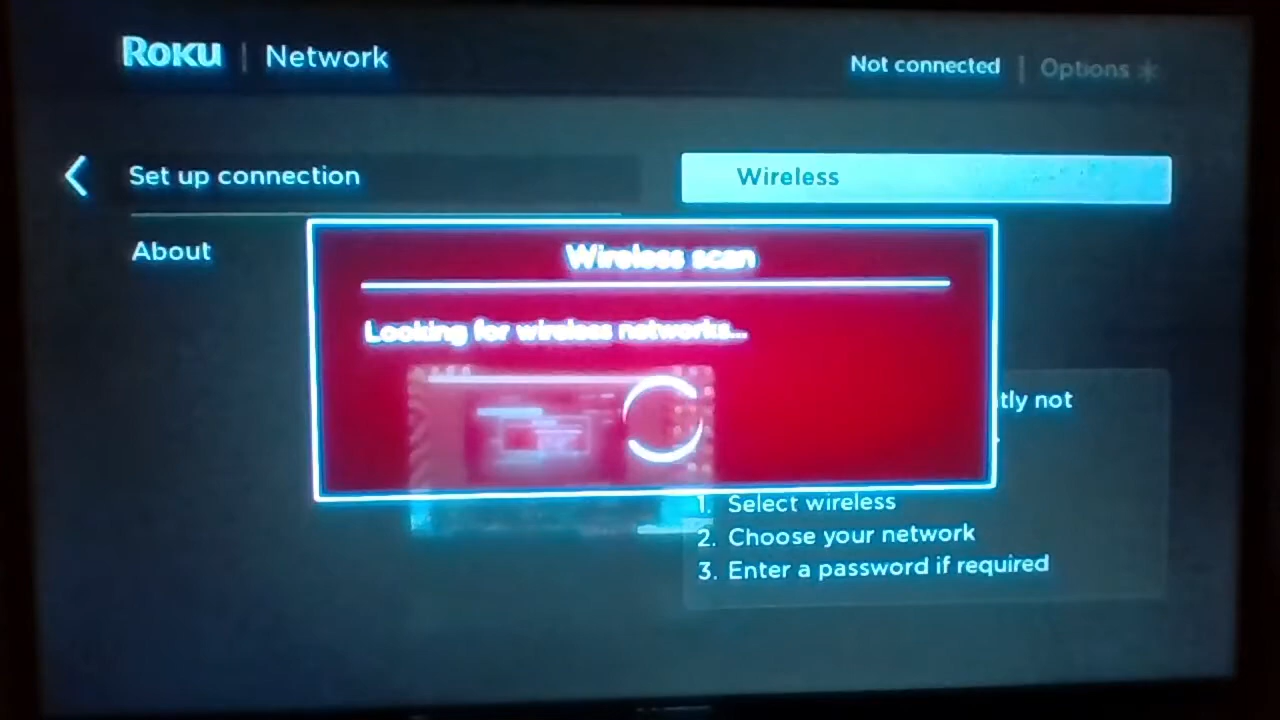 Roku | Network
Not connected | Options *
Set up connection
Wireless
About
Wireless scan
Looking for wireless networks...
tly not
1. Select wireless
2. Choose your network
3. Enter a password if required